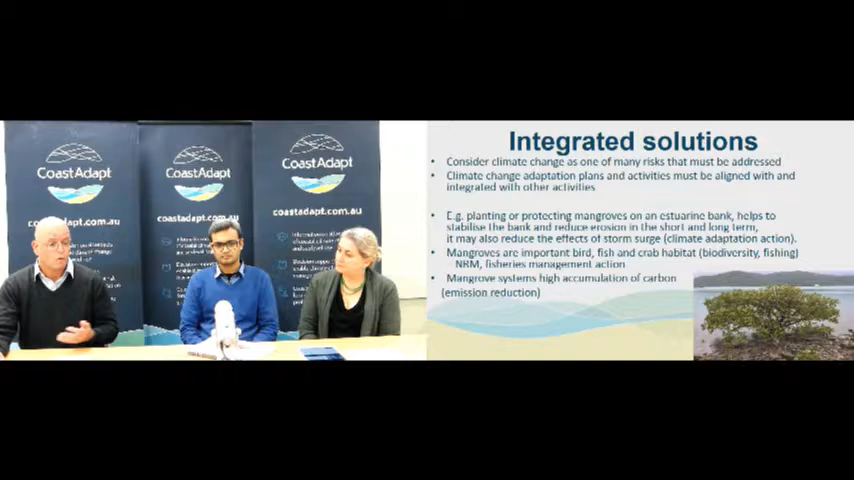 CoastAdapt
coastadapt.com.au
CoastAdapt
coastadapt.com.au
CoastAdapt
coastadapt.com.au
Integrated solutions
• Consider climate change as one of many risks that must be addressed
• Climate change adaptation plans and activities must be aligned with and
integrated with other activities
• E.g. planting or protecting mangroves on an estuarine bank, helps to
stabilise the bank and reduce erosion in the short and long term,
it may also reduce the effects of storm surge (climate adaptation action).
• Mangroves are important bird, fish and crab habitat (biodiversity, fishing)
NRM, fisheries management action
• Mangrove systems high accumulation of carbon
(emission reduction)